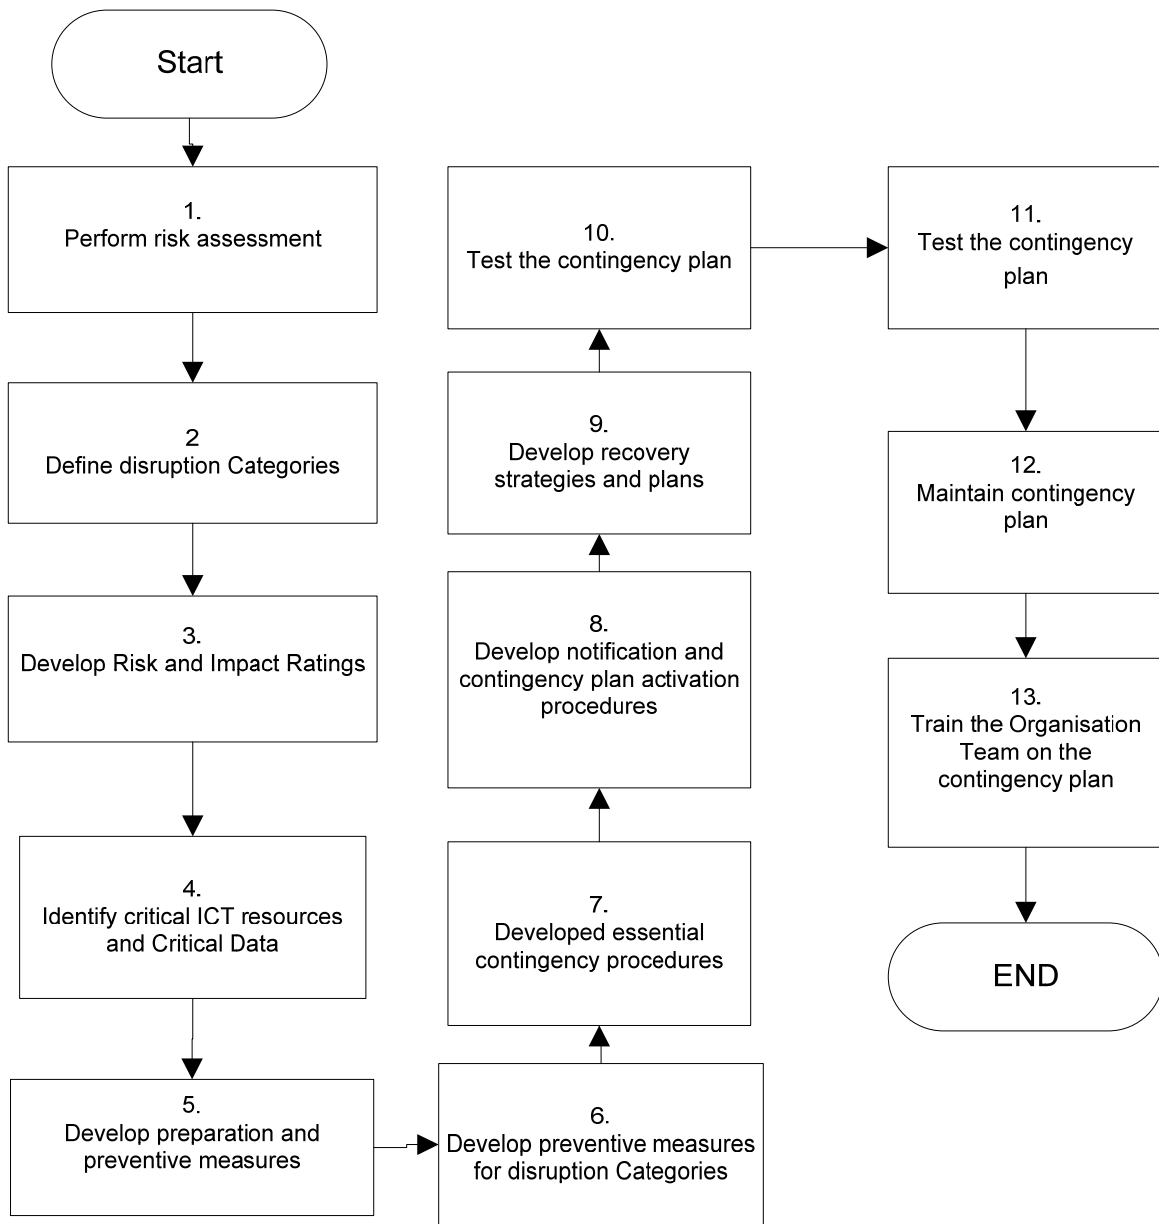 Start
1.
Perform risk assessment
2
Define disruption Categories
3.
Develop Risk and Impact Ratings
4.
Identify critical ICT resources
and Critical Data
5.
Develop preparation and
preventive measures
6.
Develop preventive measures
for disruption Categories
7.
Developed essential
contingency procedures
8.
Develop notification and
contingency plan activation
procedures
9.
Develop recovery
strategies and plans
10.
Test the contingency plan
11.
Test the contingency
plan
12.
Maintain contingency
plan
13.
Train the Organisation
Team on the
contingency plan
END